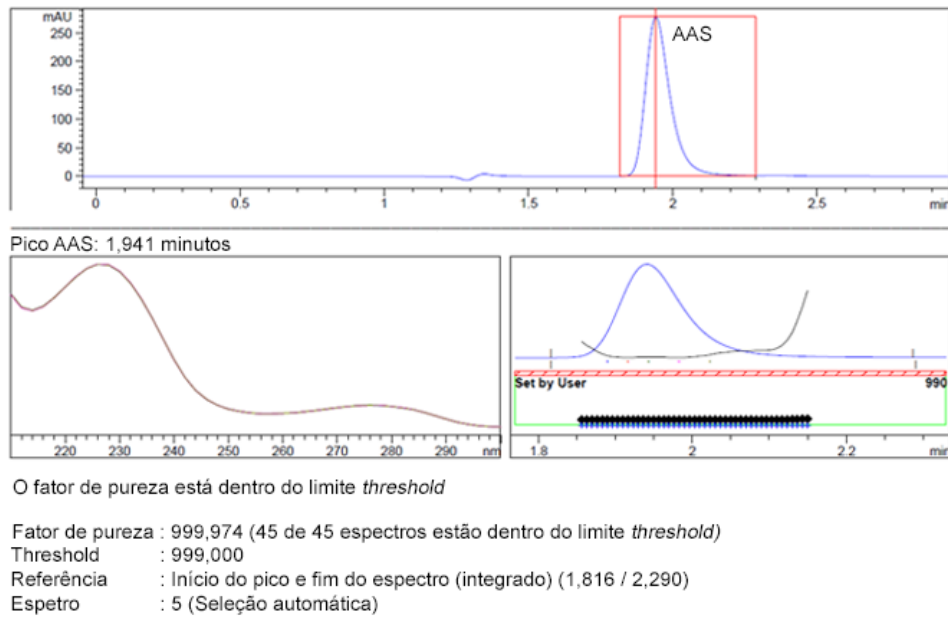 mAU
250
200
150
100
50
0
AAS
0 0.5 1 1.5 2 2.5 min
Pico AAS: 1,941 minutos
220 230 240 250 260 270 280 290 nm
Set by User 990
1.8 2 2.2 min
O fator de pureza está dentro do limite threshold
Fator de pureza : 999,974 (45 de 45 espectros estão dentro do limite threshold)
Threshold : 999,000
Referência : Início do pico e fim do espectro (integrado) (1,816 / 2,290)
Espetro : 5 (Seleção automática)